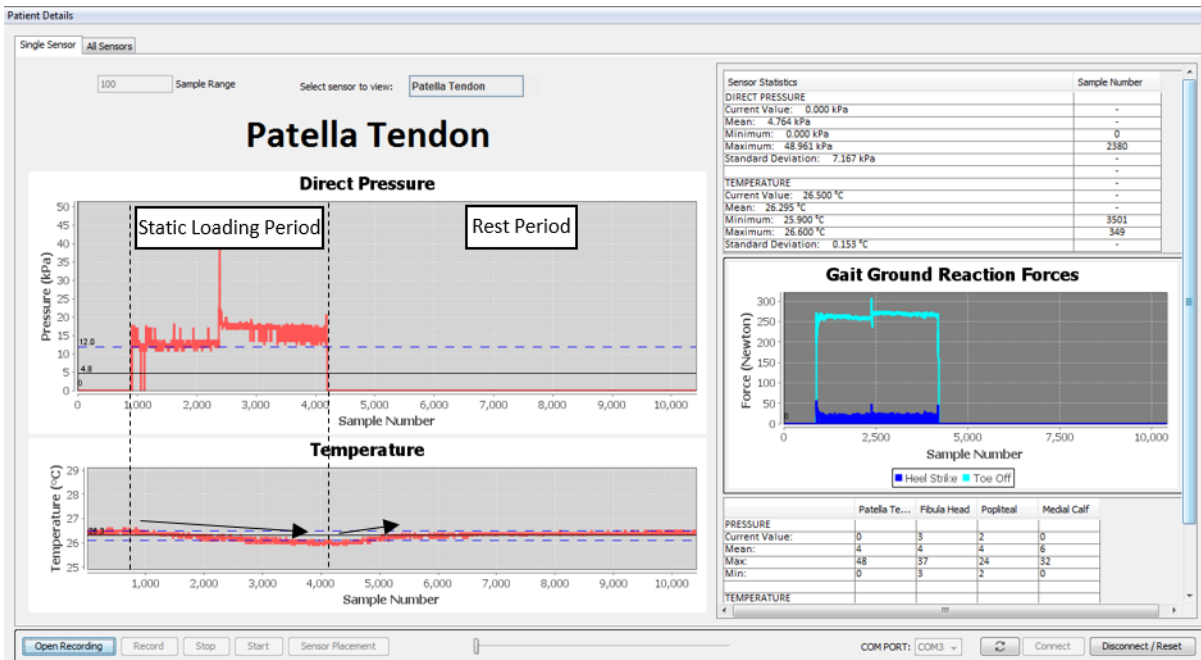 Patient Details
Single Sensor All Sensors
100 Sample Range Select sensor to view: Patella Tendon
Patella Tendon
Direct Pressure
Static Loading Period Rest Period
Pressure (kPa)
50
45
40
35
30
25
20
15
10
5
0
12.0
4.8
0
0 1,000 2,000 3,000 4,000 5,000 6,000 7,000 8,000 9,000 10,000
Sample Number
Temperature
Temperature (°C)
29
28
27
26
25
26.3
1,000 2,000 3,000 4,000 5,000 6,000 7,000 8,000 9,000 10,000
Sample Number
Sensor Statistics Sample Number
DIRECT PRESSURE
Current Value: 0.000 kPa -
Mean: 4.764 kPa -
Minimum: 0.000 kPa 0
Maximum: 48.961 kPa 2380
Standard Deviation: 7.167 kPa -
-
TEMPERATURE -
Current Value: 26.500 °C -
Mean: 26.295 °C -
Minimum: 25.900 °C 3501
Maximum: 26.600 °C 349
Standard Deviation: 0.153 °C -
Gait Ground Reaction Forces
Force (Newton)
300
250
200
150
100
50
0
0
0 2,500 5,000 7,500 10,000
Sample Number
Heel Strike Toe Off
Patella Te... Fibula Head Popliteal Medial Calf
PRESSURE
Current Value: 0 3 2 0
Mean: 4 4 4 6
Max: 48 37 24 32
Min: 0 3 2 0
TEMPERATURE
Open Recording Record Stop Start Sensor Placement COM PORT: COM3 Connect Disconnect / Reset